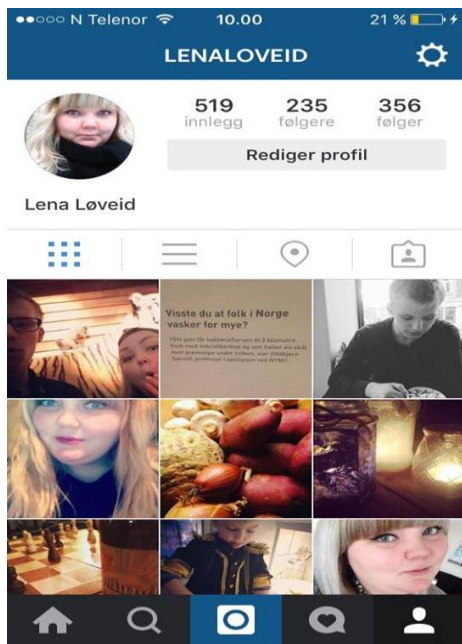 N Telenor 10.00 21 %
LENALOVEID
519 235 356
innlegg følgere følger
Rediger profil
Lena Løveid
Visste du at folk i Norge
vasker for mye?